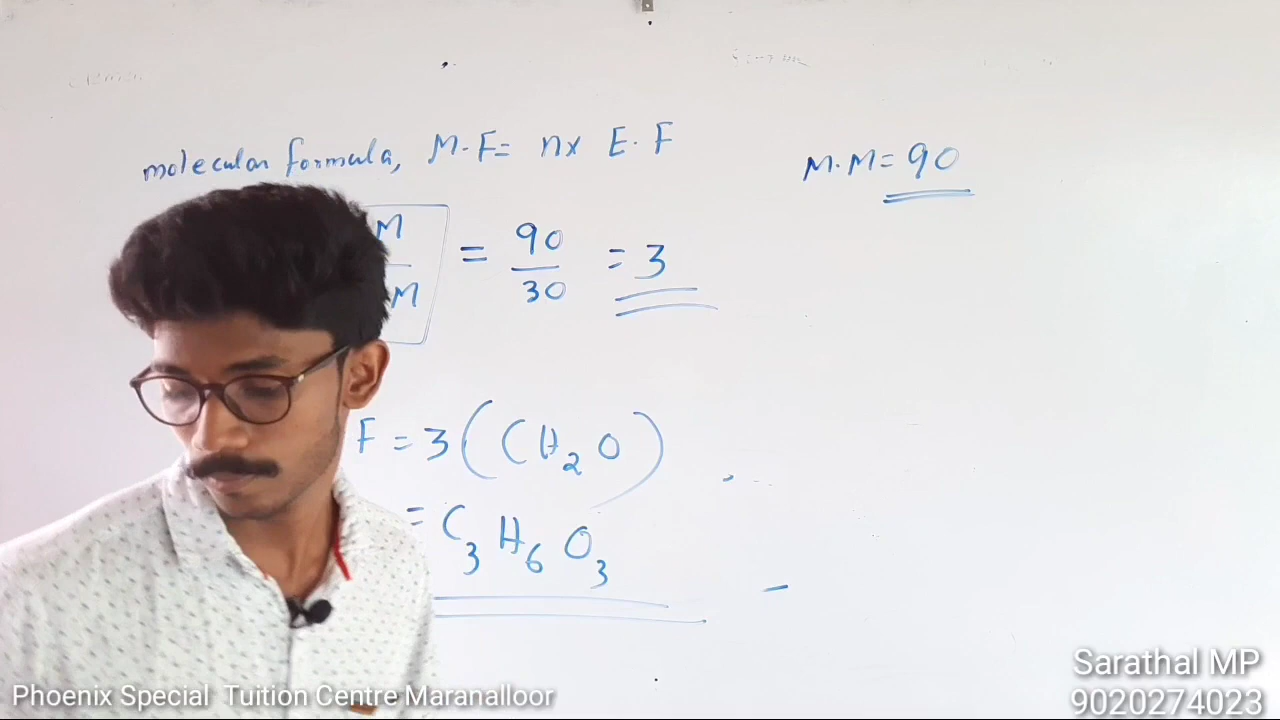 molecular formula, M.F= n x E.F
M.M = 90
M
M
= 90/30 = 3
F = 3(CH₂O)
= C₃H₆O₃
Sarathal MP
Phoenix Special Tuition Centre Maranalloor
9020274023